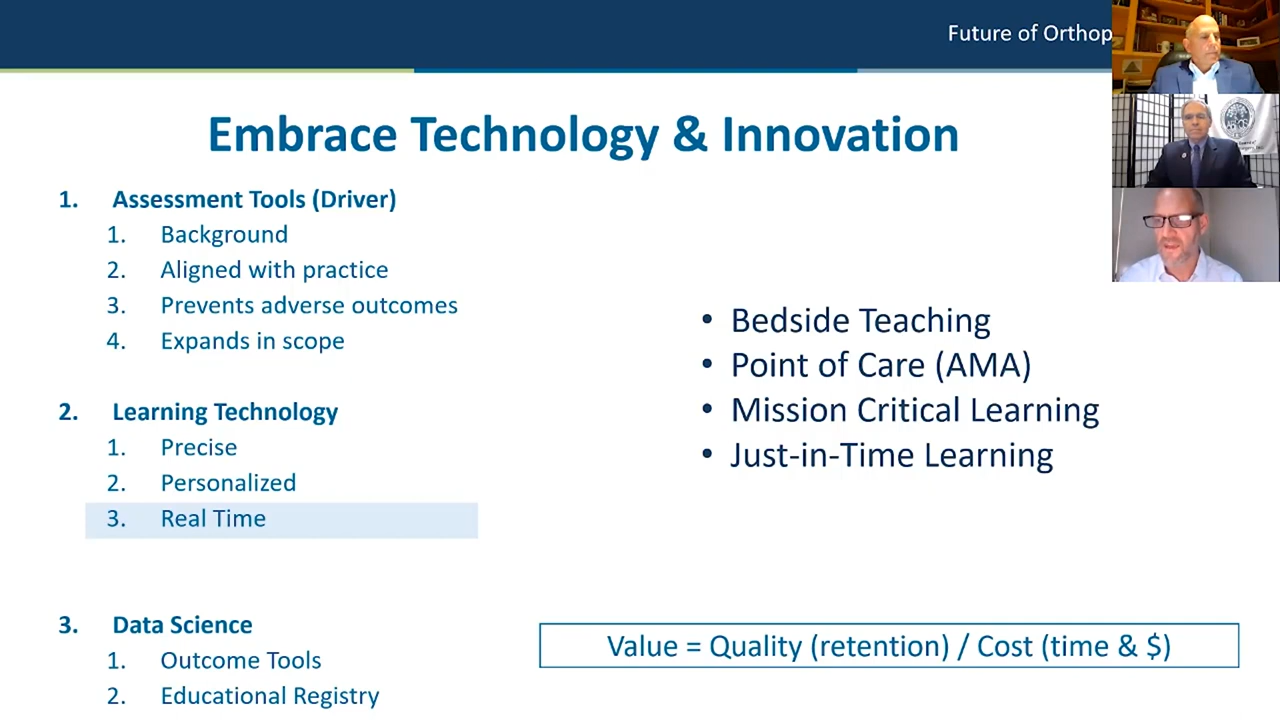 Future of Orthop
Embrace Technology & Innovation
1. Assessment Tools (Driver)
1. Background
2. Aligned with practice
3. Prevents adverse outcomes
4. Expands in scope
2. Learning Technology
1. Precise
2. Personalized
3. Real Time
3. Data Science
1. Outcome Tools
2. Educational Registry
• Bedside Teaching
• Point of Care (AMA)
• Mission Critical Learning
• Just-in-Time Learning
Value = Quality (retention) / Cost (time & $)